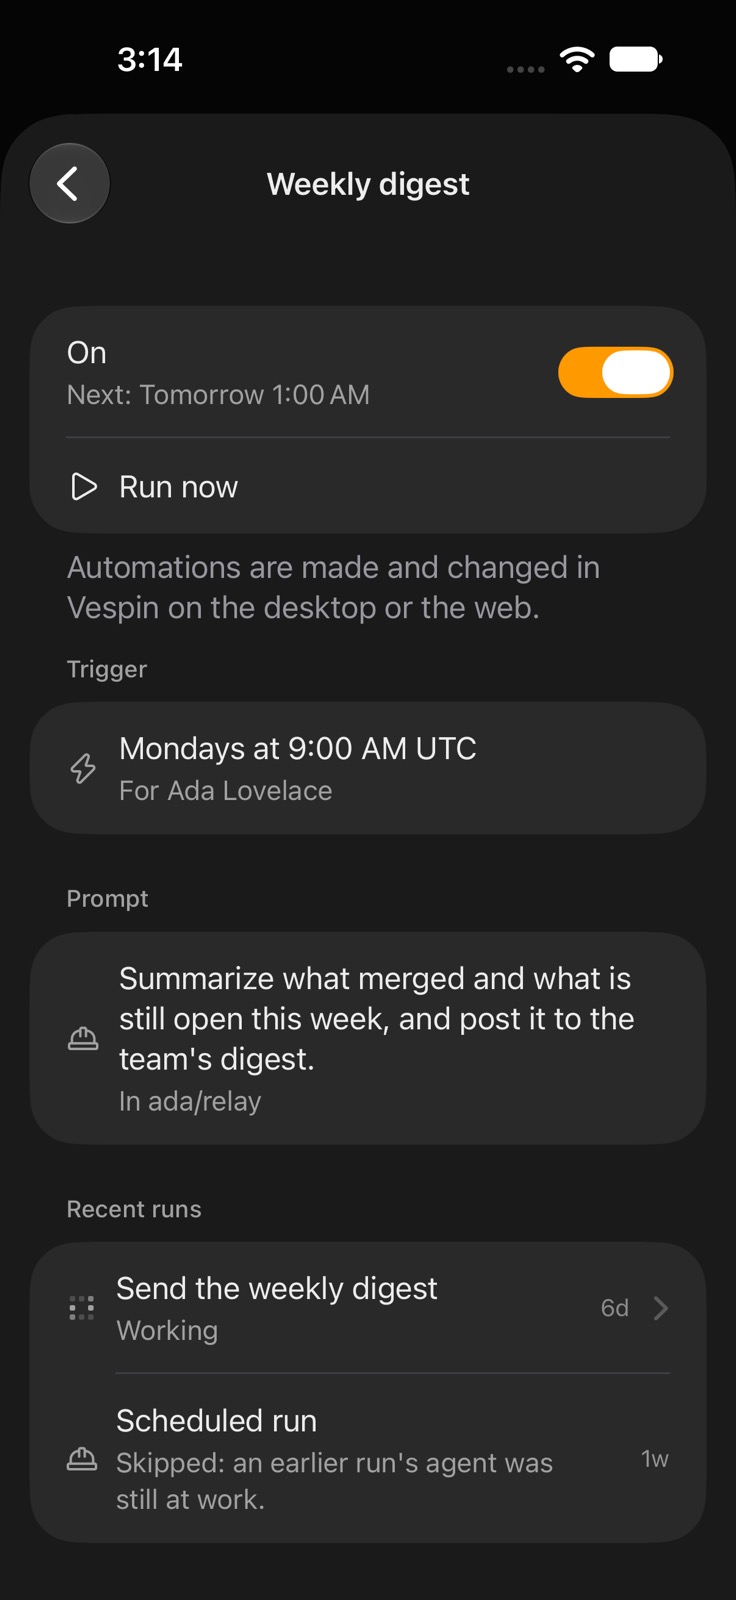 3:14
Weekly digest
On
Next: Tomorrow 1:00 AM
Run now
Automations are made and changed in
Vespin on the desktop or the web.
Trigger
Mondays at 9:00 AM UTC
For Ada Lovelace
Prompt
Summarize what merged and what is
still open this week, and post it to the
team's digest.
In ada/relay
Recent runs
Send the weekly digest
Working
6d
Scheduled run
Skipped: an earlier run's agent was
still at work.
1w